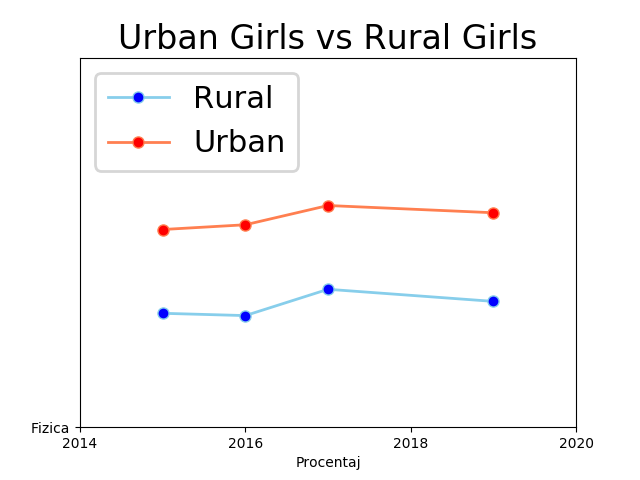 Urban Girls vs Rural Girls
Rural
Urban
Fizica
2014 2016 2018 2020
Procentaj